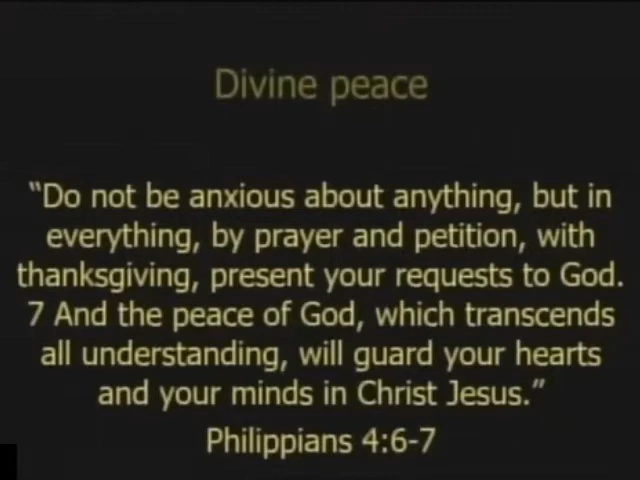 Divine peace
“Do not be anxious about anything, but in
everything, by prayer and petition, with
thanksgiving, present your requests to God.
7 And the peace of God, which transcends
all understanding, will guard your hearts
and your minds in Christ Jesus.”
Philippians 4:6-7